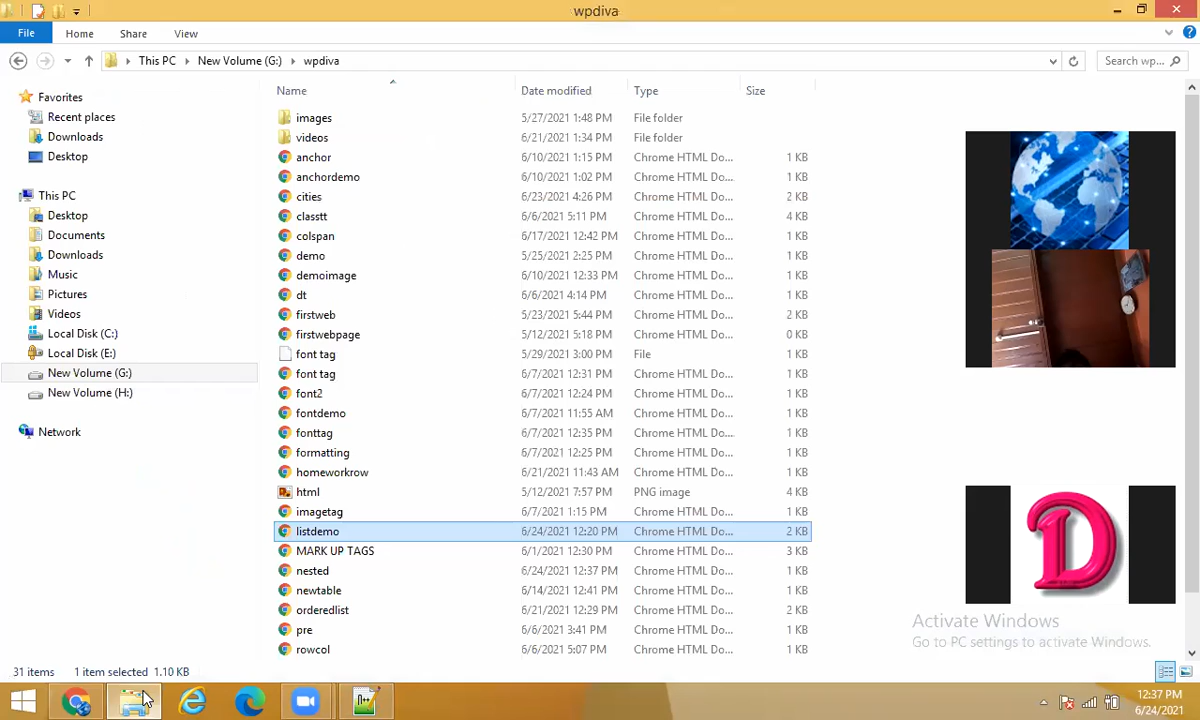 wpdiva
File Home Share View
This PC New Volume (G:) wpdiva Search wp...
Name Date modified Type Size
Favorites
Recent places
Downloads
Desktop
This PC
Desktop
Documents
Downloads
Music
Pictures
Videos
Local Disk (C:)
Local Disk (E:)
New Volume (G:)
New Volume (H:)
Network
images 5/27/2021 1:48 PM File folder
videos 6/21/2021 1:34 PM File folder
anchor 6/10/2021 1:15 PM Chrome HTML Do... 1 KB
anchordemo 6/10/2021 1:02 PM Chrome HTML Do... 1 KB
cities 6/23/2021 4:26 PM Chrome HTML Do... 2 KB
classtt 6/6/2021 5:11 PM Chrome HTML Do... 4 KB
colspan 6/17/2021 12:42 PM Chrome HTML Do... 1 KB
demo 5/25/2021 2:25 PM Chrome HTML Do... 1 KB
demoimage 6/10/2021 12:33 PM Chrome HTML Do... 1 KB
dt 6/6/2021 4:14 PM Chrome HTML Do... 1 KB
firstweb 5/23/2021 5:44 PM Chrome HTML Do... 2 KB
firstwebpage 5/12/2021 5:18 PM Chrome HTML Do... 0 KB
font tag 5/29/2021 3:00 PM File 1 KB
font tag 6/7/2021 12:31 PM Chrome HTML Do... 1 KB
font2 6/7/2021 12:24 PM Chrome HTML Do... 1 KB
fontdemo 6/7/2021 11:55 AM Chrome HTML Do... 1 KB
fonttag 6/7/2021 12:35 PM Chrome HTML Do... 1 KB
formatting 6/7/2021 12:25 PM Chrome HTML Do... 1 KB
homeworkrow 6/21/2021 11:43 AM Chrome HTML Do... 1 KB
html 5/12/2021 7:57 PM PNG image 4 KB
imagetag 6/7/2021 1:15 PM Chrome HTML Do... 1 KB
listdemo 6/24/2021 12:20 PM Chrome HTML Do... 2 KB
MARK UP TAGS 6/1/2021 12:30 PM Chrome HTML Do... 3 KB
nested 6/24/2021 12:37 PM Chrome HTML Do... 1 KB
newtable 6/14/2021 12:41 PM Chrome HTML Do... 1 KB
orderedlist 6/21/2021 12:29 PM Chrome HTML Do... 2 KB
pre 6/6/2021 3:41 PM Chrome HTML Do... 1 KB
rowcol 6/6/2021 5:07 PM Chrome HTML Do... 1 KB
D
Activate Windows
Go to PC settings to activate Windows.
31 items 1 item selected 1.10 KB
12:37 PM
6/24/2021